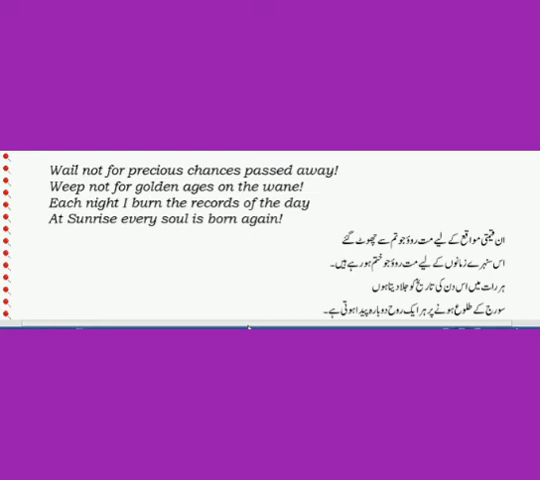 Wail not for precious chances passed away!
Weep not for golden ages on the wane!
Each night I burn the records of the day
At Sunrise every soul is born again!
ان قیمتی مواقع کے لیے مت روؤ جو تم سے چھوٹ گئے
اس سنہرے زمانوں کے لیے مت روؤ جو ختم ہو رہے ہیں۔
ہر رات میں اس دن کی تاریخ کو جلا دیتا ہوں
سورج کے طلوع ہونے پر ہر ایک روح دوبارہ پیدا ہوتی ہے۔